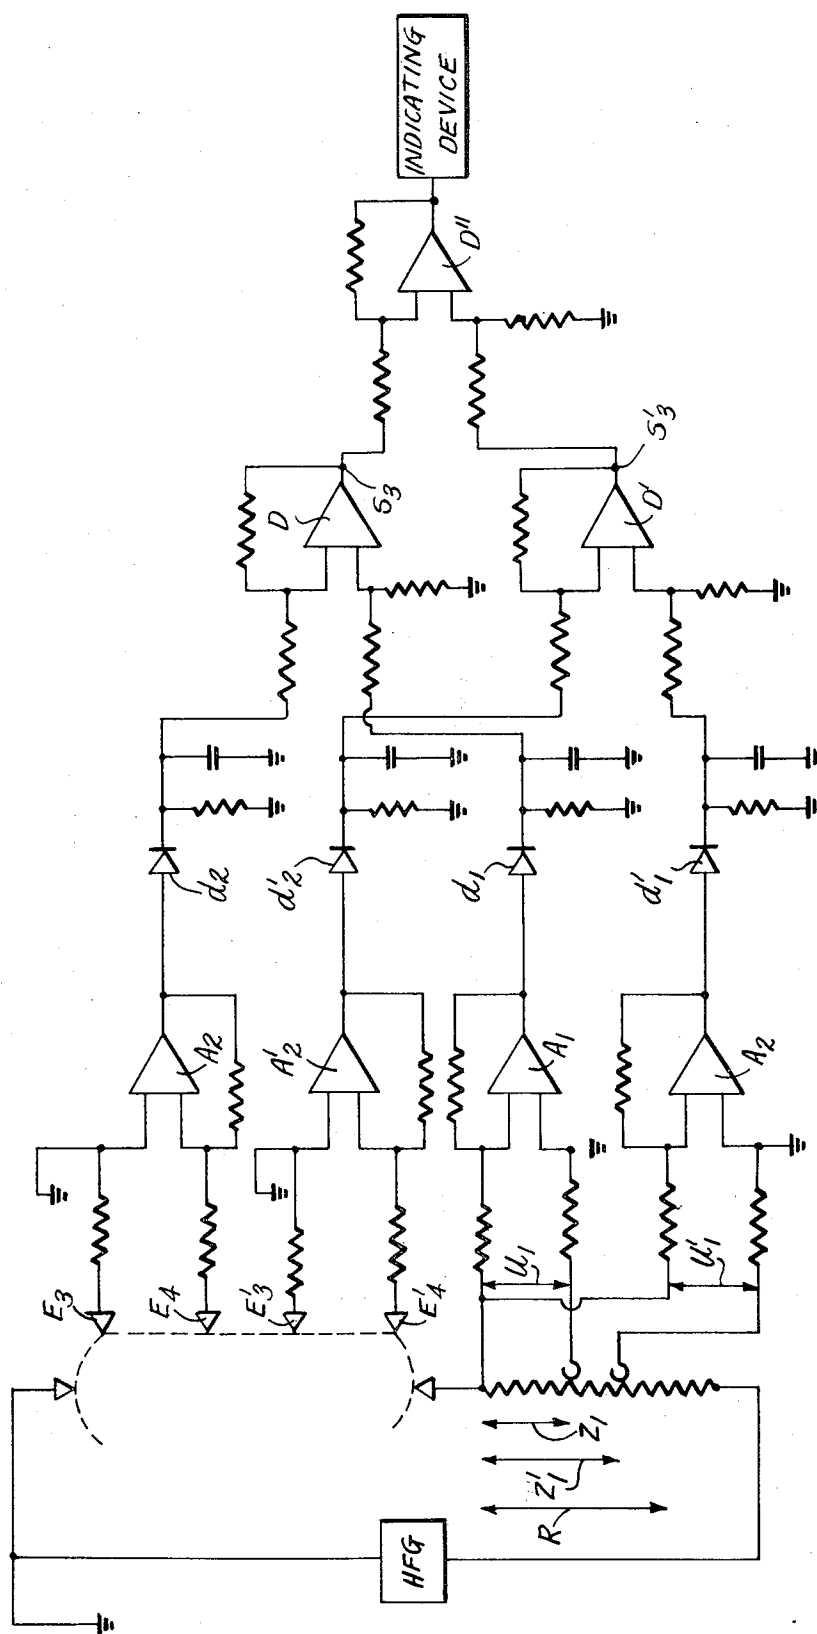 INDICATING
DEVICE
D''
S3
S'3
D
D'
d'2
d'2
d1
d'1
A2
A'2
A1
A2
E3
E4
E'3
E'4
U1
U'1
Z1
Z'1
R
HFG